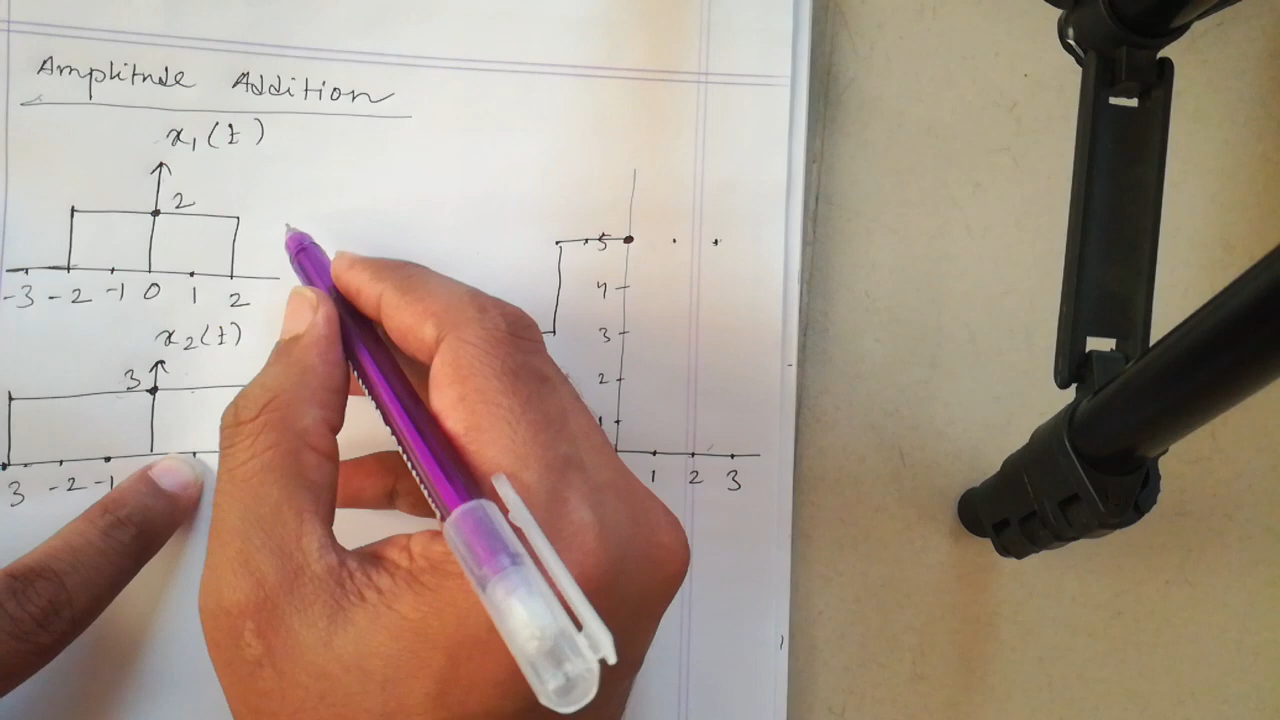 Amplitude Addition
x₁(t)
2
-3 -2 -1 0 1 2
x₂(t)
3
3 -2 -1
5
4
3
2
1
1 2 3